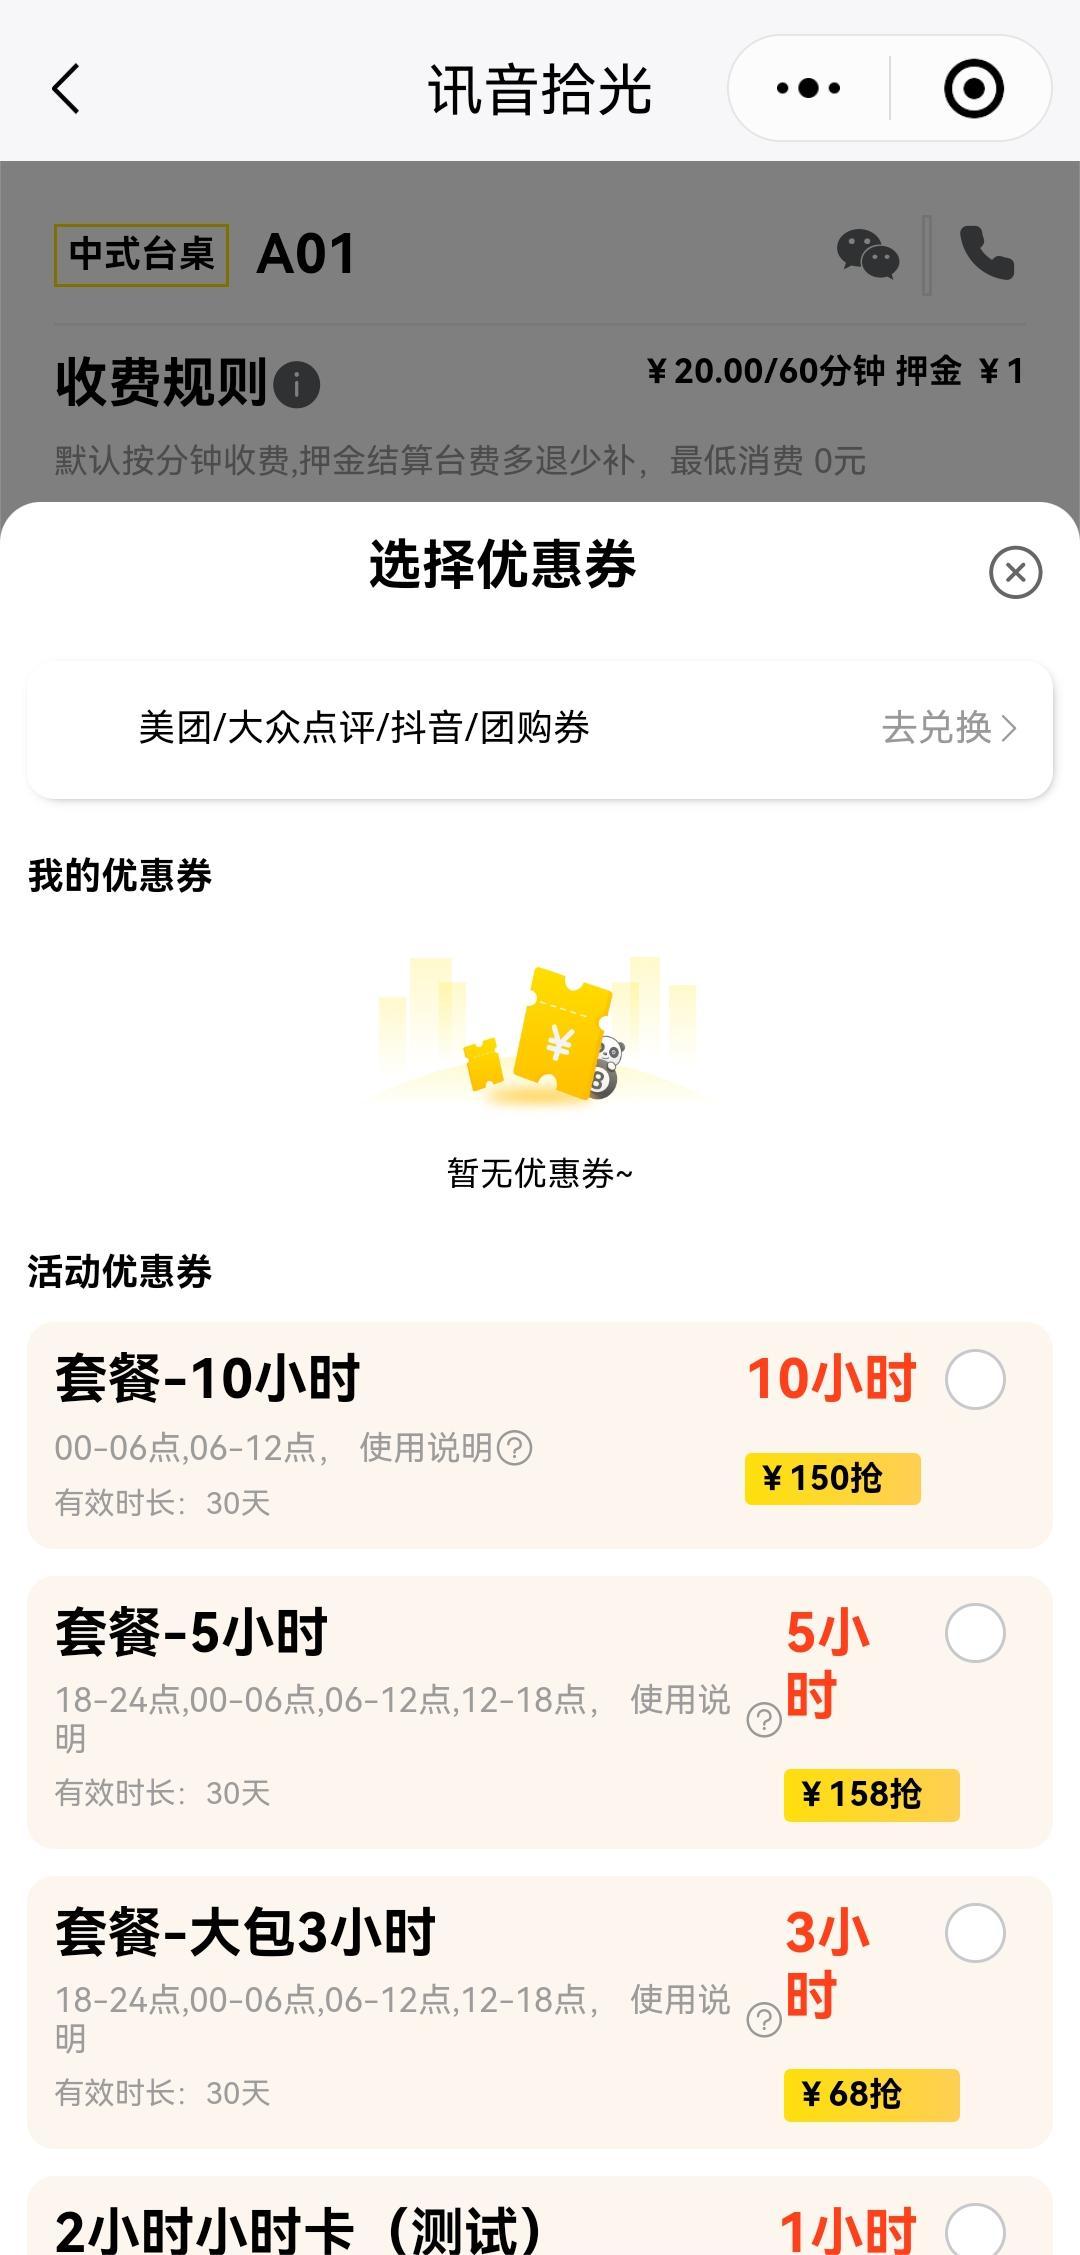 讯音拾光
中式台桌 A01
收费规则 ¥20.00/60分钟 押金 ¥1
默认按分钟收费,押金结算台费多退少补，最低消费 0元
选择优惠券
美团/大众点评/抖音/团购券 去兑换
我的优惠券
¥
8
暂无优惠券~
活动优惠券
套餐-10小时 10小时
00-06点,06-12点， 使用说明?
¥150抢
有效时长：30天
套餐-5小时 5小
时
18-24点,00-06点,06-12点,12-18点， 使用说
明 ?
有效时长：30天 ¥158抢
套餐-大包3小时 3小
时
18-24点,00-06点,06-12点,12-18点， 使用说
明 ?
有效时长：30天 ¥68抢
2小时小时卡（测试） 1小时